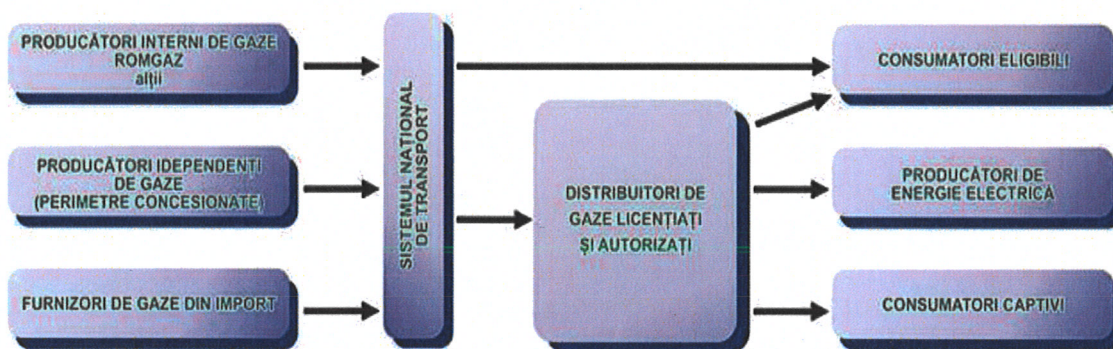 PRODUCĂTORI INTERNI DE GAZE
ROMGAZ
alții
PRODUCĂTORI IDEPENDENȚI
DE GAZE
(PERIMETRE CONCESIONATE)
FURNIZORI DE GAZE DIN IMPORT
SISTEMUL NATIONAL
DE TRANSPORT
DISTRIBUITORI DE
GAZE LICENȚIAȚI
ȘI AUTORIZAȚI
CONSUMATORI ELIGIBILI
PRODUCĂTORI DE
ENERGIE ELECTRICĂ
CONSUMATORI CAPTIVI